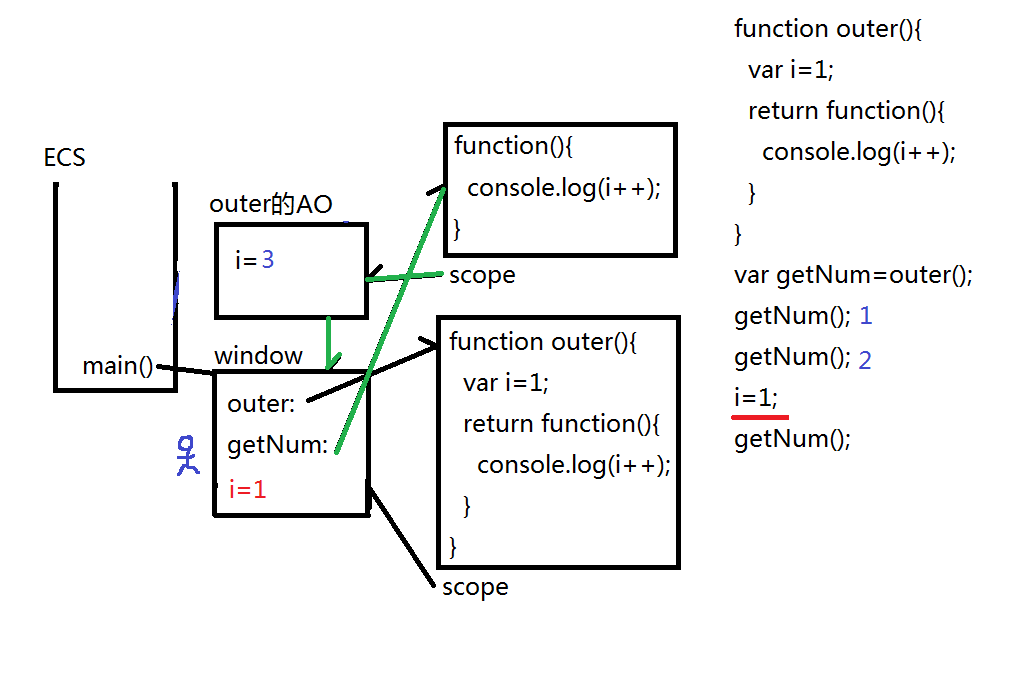 ECS
main()
outer的AO
i=3
window
outer:
getNum:
i=1
function(){
console.log(i++);
}
scope
function outer(){
var i=1;
return function(){
console.log(i++);
}
}
scope
function outer(){
var i=1;
return function(){
console.log(i++);
}
}
var getNum=outer();
getNum(); 1
getNum(); 2
i=1;
getNum();